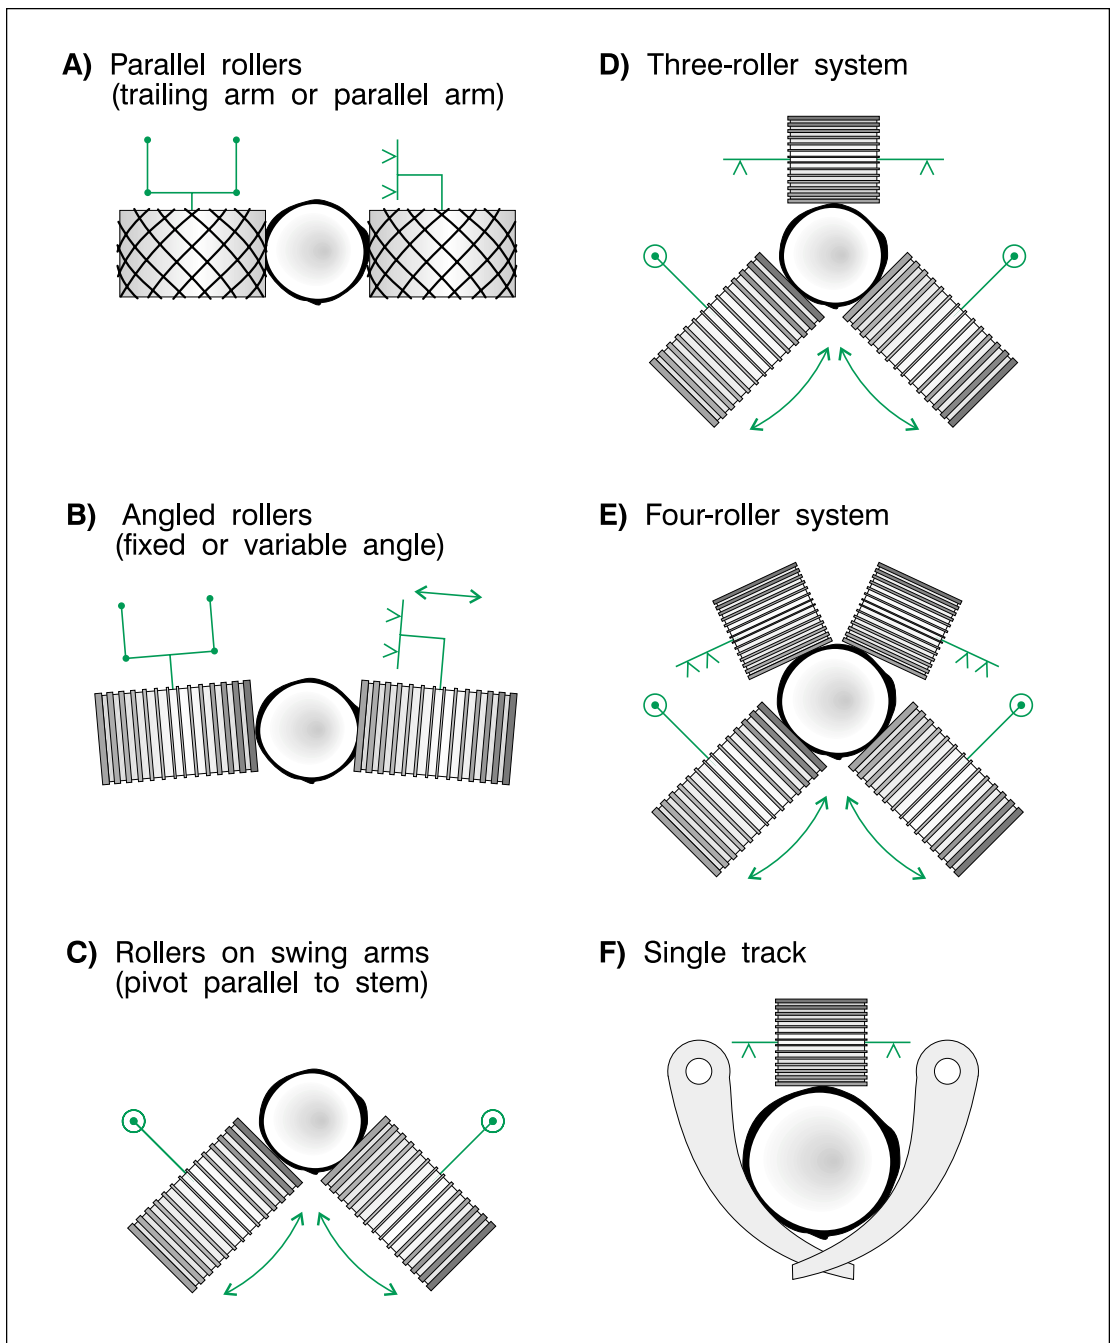 A) Parallel rollers
(trailing arm or parallel arm)
B) Angled rollers
(fixed or variable angle)
C) Rollers on swing arms
(pivot parallel to stem)
D) Three-roller system
E) Four-roller system
F) Single track